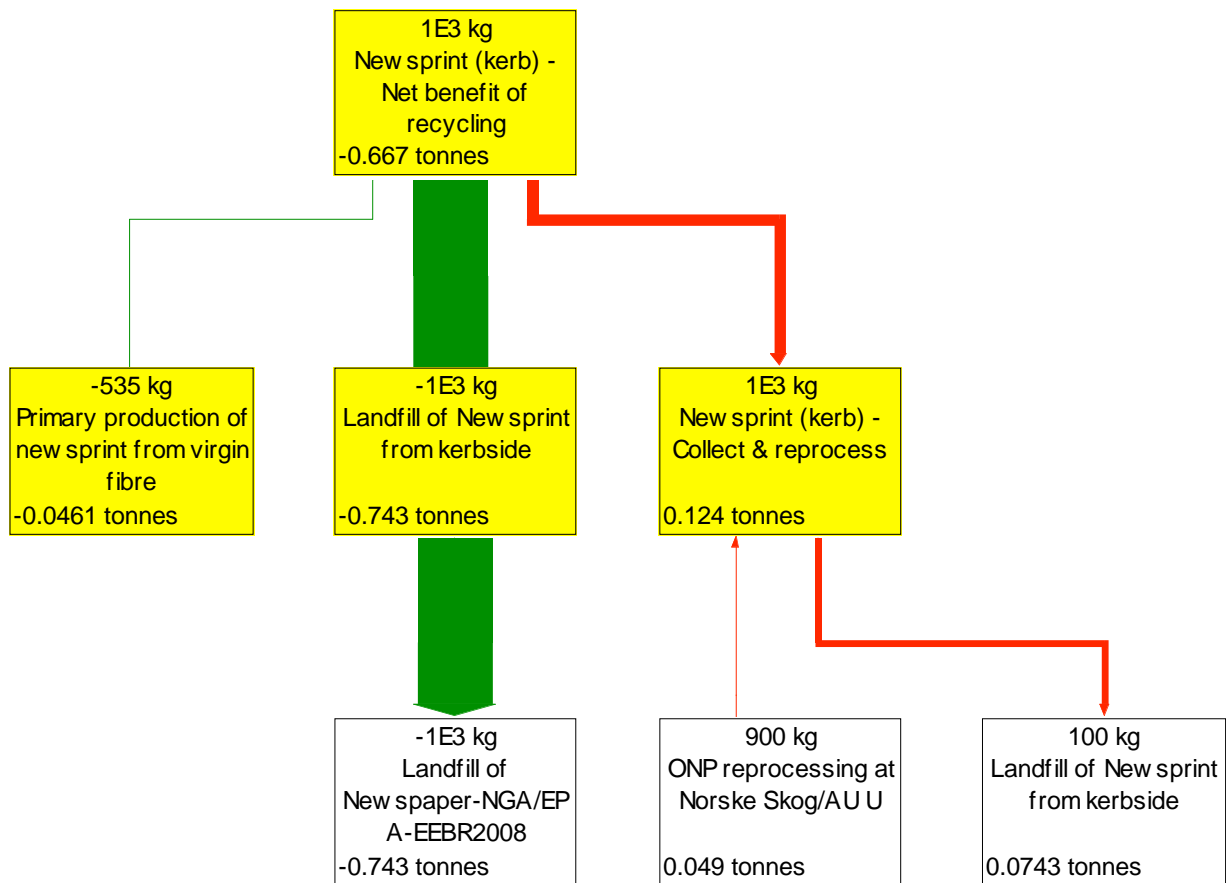 1E3 kg
New sprint (kerb) -
Net benefit of
recycling
-0.667 tonnes
-535 kg
Primary production of
new sprint from virgin
fibre
-0.0461 tonnes
-1E3 kg
Landfill of New sprint
from kerbside
-0.743 tonnes
1E3 kg
New sprint (kerb) -
Collect & reprocess
0.124 tonnes
-1E3 kg
Landfill of
New spaper-NGA/EP
A-EEBR2008
-0.743 tonnes
900 kg
ONP reprocessing at
Norske Skog/AU U
0.049 tonnes
100 kg
Landfill of New sprint
from kerbside
0.0743 tonnes